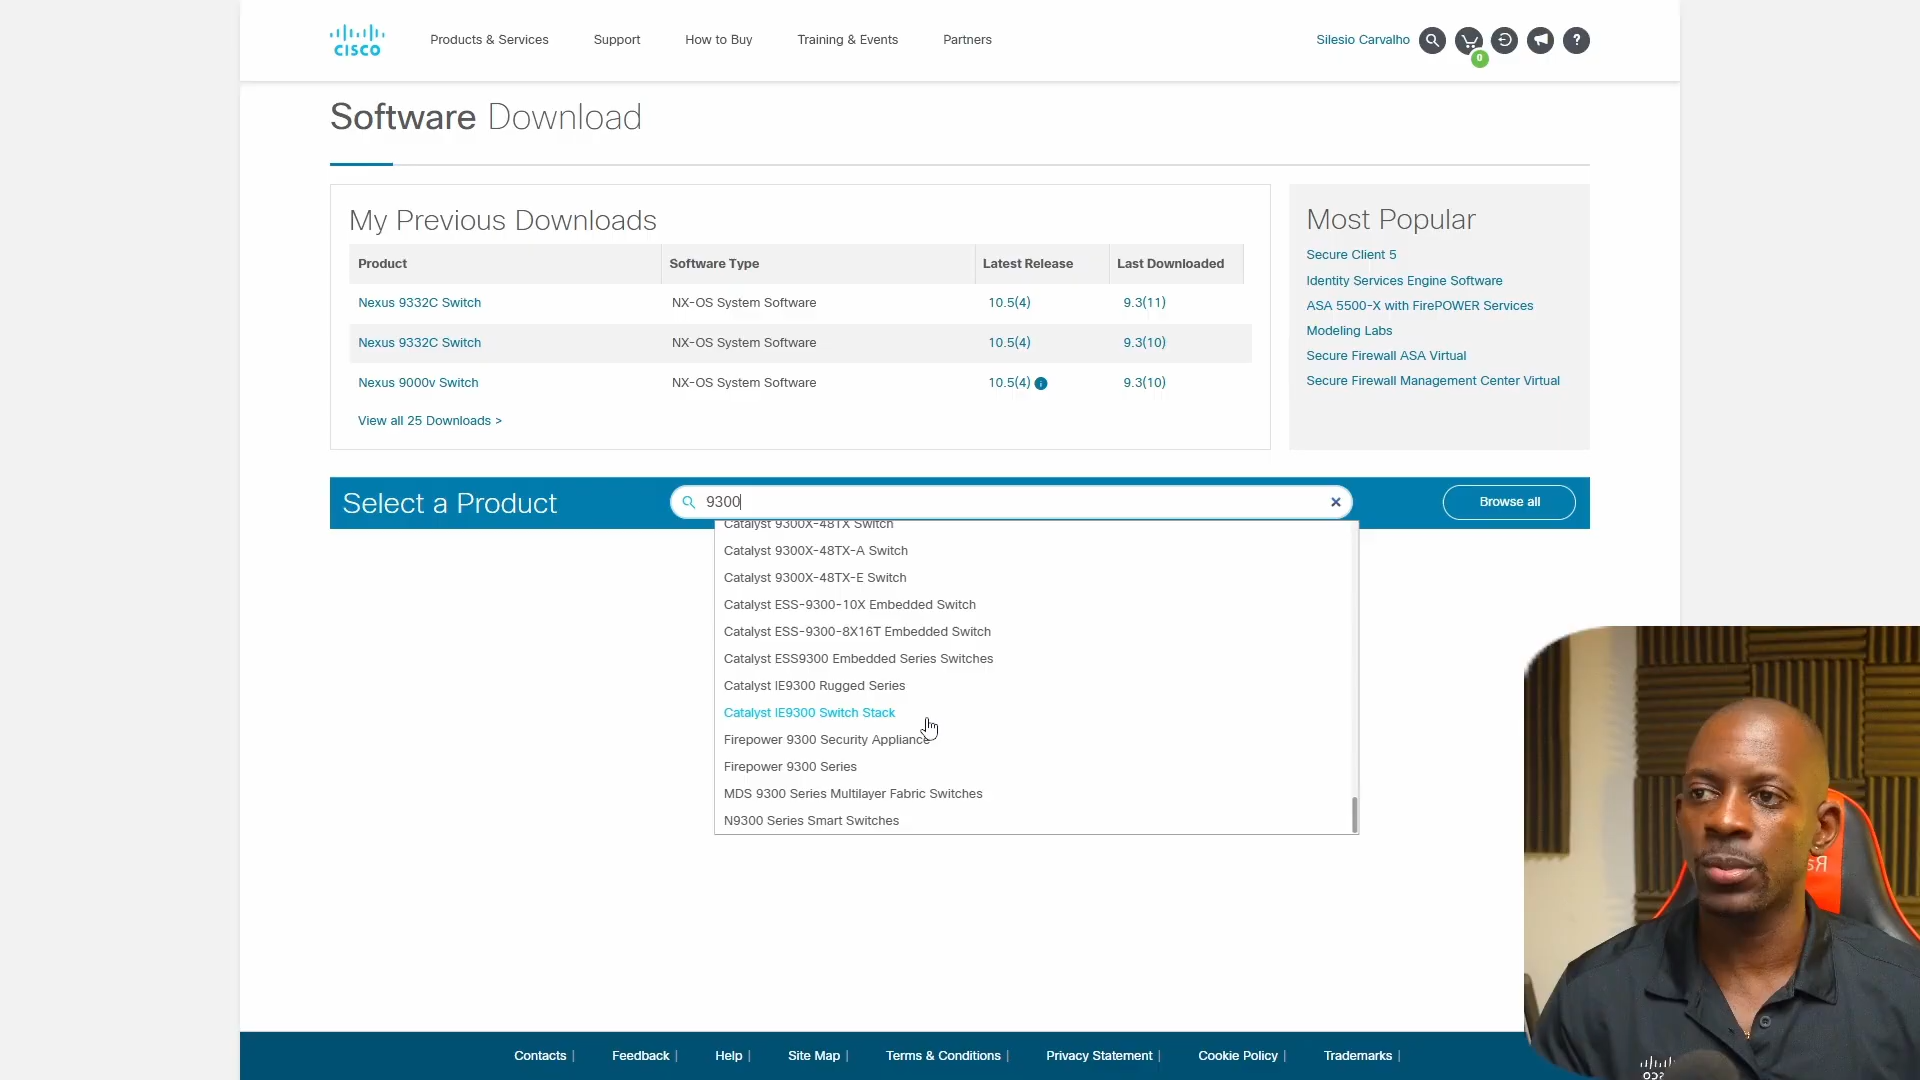 CISCO
Products & Services Support How to Buy Training & Events Partners
Silesio Carvalho
0
Software Download
My Previous Downloads
Product Software Type Latest Release Last Downloaded
Nexus 9332C Switch NX-OS System Software 10.5(4) 9.3(11)
Nexus 9332C Switch NX-OS System Software 10.5(4) 9.3(10)
Nexus 9000v Switch NX-OS System Software 10.5(4) 9.3(10)
View all 25 Downloads >
Most Popular
Secure Client 5
Identity Services Engine Software
ASA 5500-X with FirePOWER Services
Modeling Labs
Secure Firewall ASA Virtual
Secure Firewall Management Center Virtual
Select a Product
9300
Browse all
Catalyst 9300X-48TX Switch
Catalyst 9300X-48TX-A Switch
Catalyst 9300X-48TX-E Switch
Catalyst ESS-9300-10X Embedded Switch
Catalyst ESS-9300-8X16T Embedded Switch
Catalyst ESS9300 Embedded Series Switches
Catalyst IE9300 Rugged Series
Catalyst IE9300 Switch Stack
Firepower 9300 Security Appliance
Firepower 9300 Series
MDS 9300 Series Multilayer Fabric Switches
N9300 Series Smart Switches
Contacts | Feedback | Help | Site Map | Terms & Conditions | Privacy Statement | Cookie Policy | Trademarks |